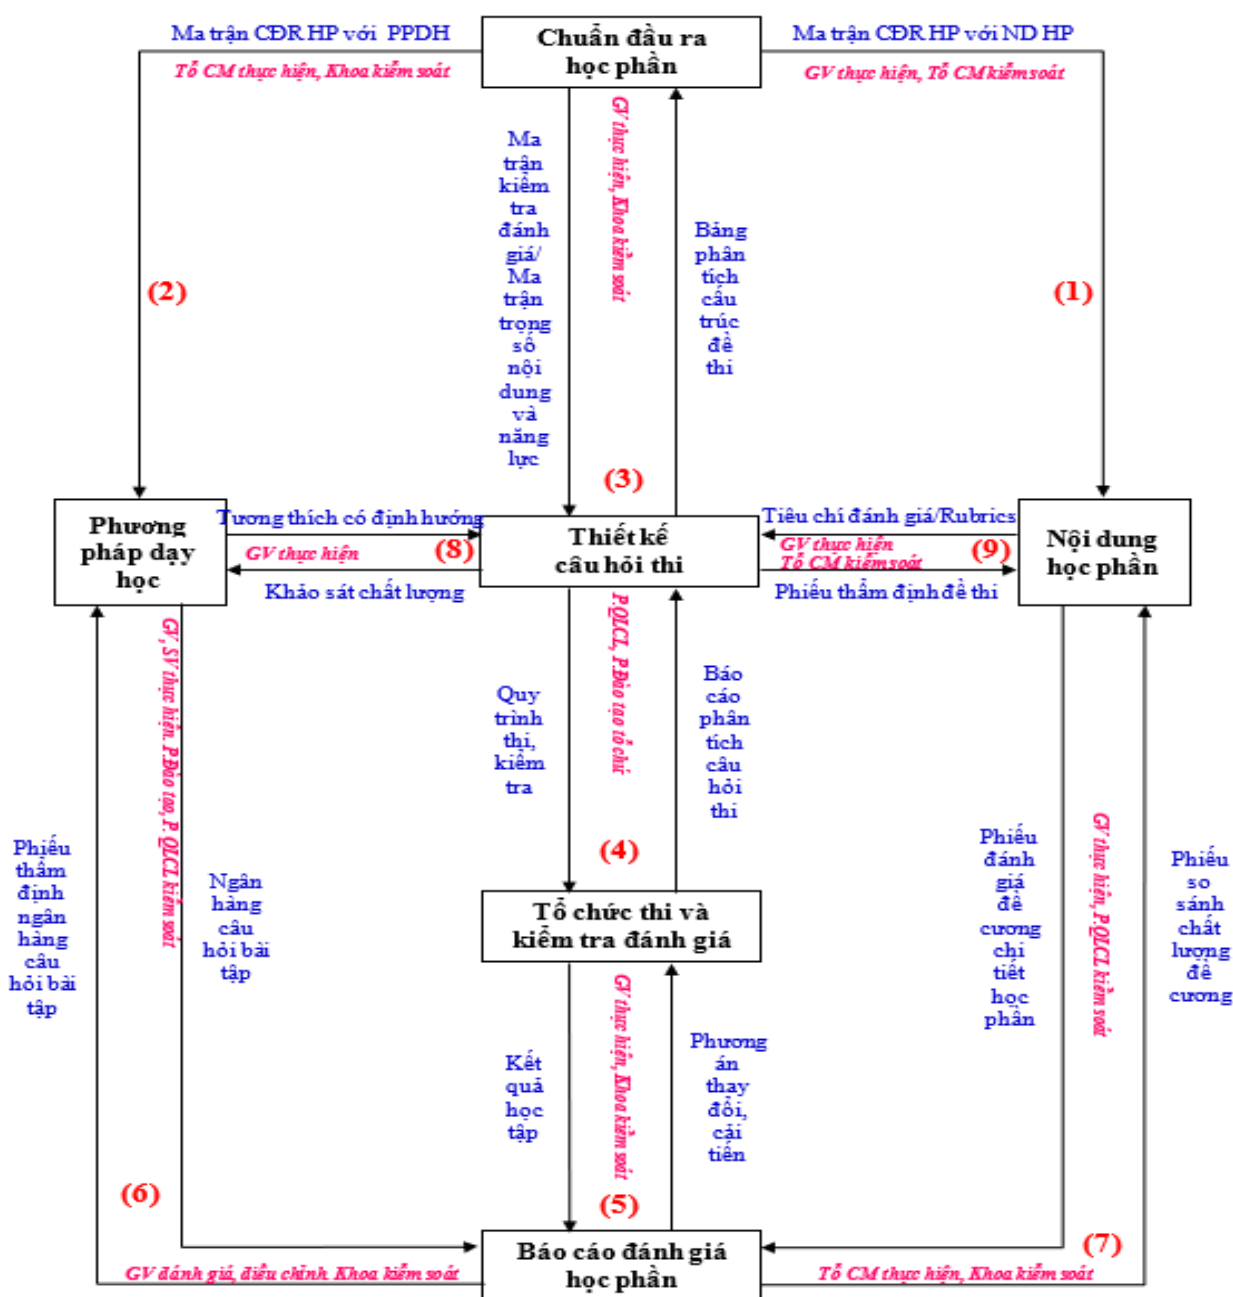 Ma trận CĐR HP với PPDH
Tổ CM thực hiện, Khoa kiểm soát
Chuẩn đầu ra
học phần
Ma trận CĐR HP với ND HP
GV thực hiện, Tổ CM kiểm soát
Ma
trận
kiểm
tra
đánh
giá/
Ma
trận
trọng
số
nội
dung
và
năng
lực
GV thực hiện, Khoa kiểm soát
Bảng
phân
tích
cấu
trúc
đề
thi
(2)
(1)
(3)
Phương
pháp dạy
học
Tương thích có định hướng
GV thực hiện
(8)
Khảo sát chất lượng
Thiết kế
câu hỏi thi
Tiêu chí đánh giá/Rubrics
GV thực hiện
Tổ CM kiểm soát
(9)
Phiếu thẩm định đề thi
Nội dung
học phần
GV, SV thực hiện. P.Đào tạo, P. QLCL kiểm soát
Quy
trình
thi,
kiểm
tra
P.QLCL, P.Đào tạo tổ chứ
Báo
cáo
phân
tích
câu
hỏi
thi
(4)
Phiếu
thẩm
định
ngân
hàng
câu
hỏi bài
tập
Ngân
hàng
câu
hỏi bài
tập
Tổ chức thi và
kiểm tra đánh giá
Phiếu
đánh
giá
đề
cương
chi
tiết
học
phần
GV thực hiện, P.QLCL kiểm soát
Phiếu
so
sánh
chất
lượng
đề
cương
Kết
quả
học
tập
GV thực hiện, Khoa kiểm soát
Phương
án
thay
đổi,
cải
tiến
(6)
(5)
(7)
GV đánh giá, điều chỉnh. Khoa kiểm soát
Báo cáo đánh giá
học phần
Tổ CM thực hiện, Khoa kiểm soát